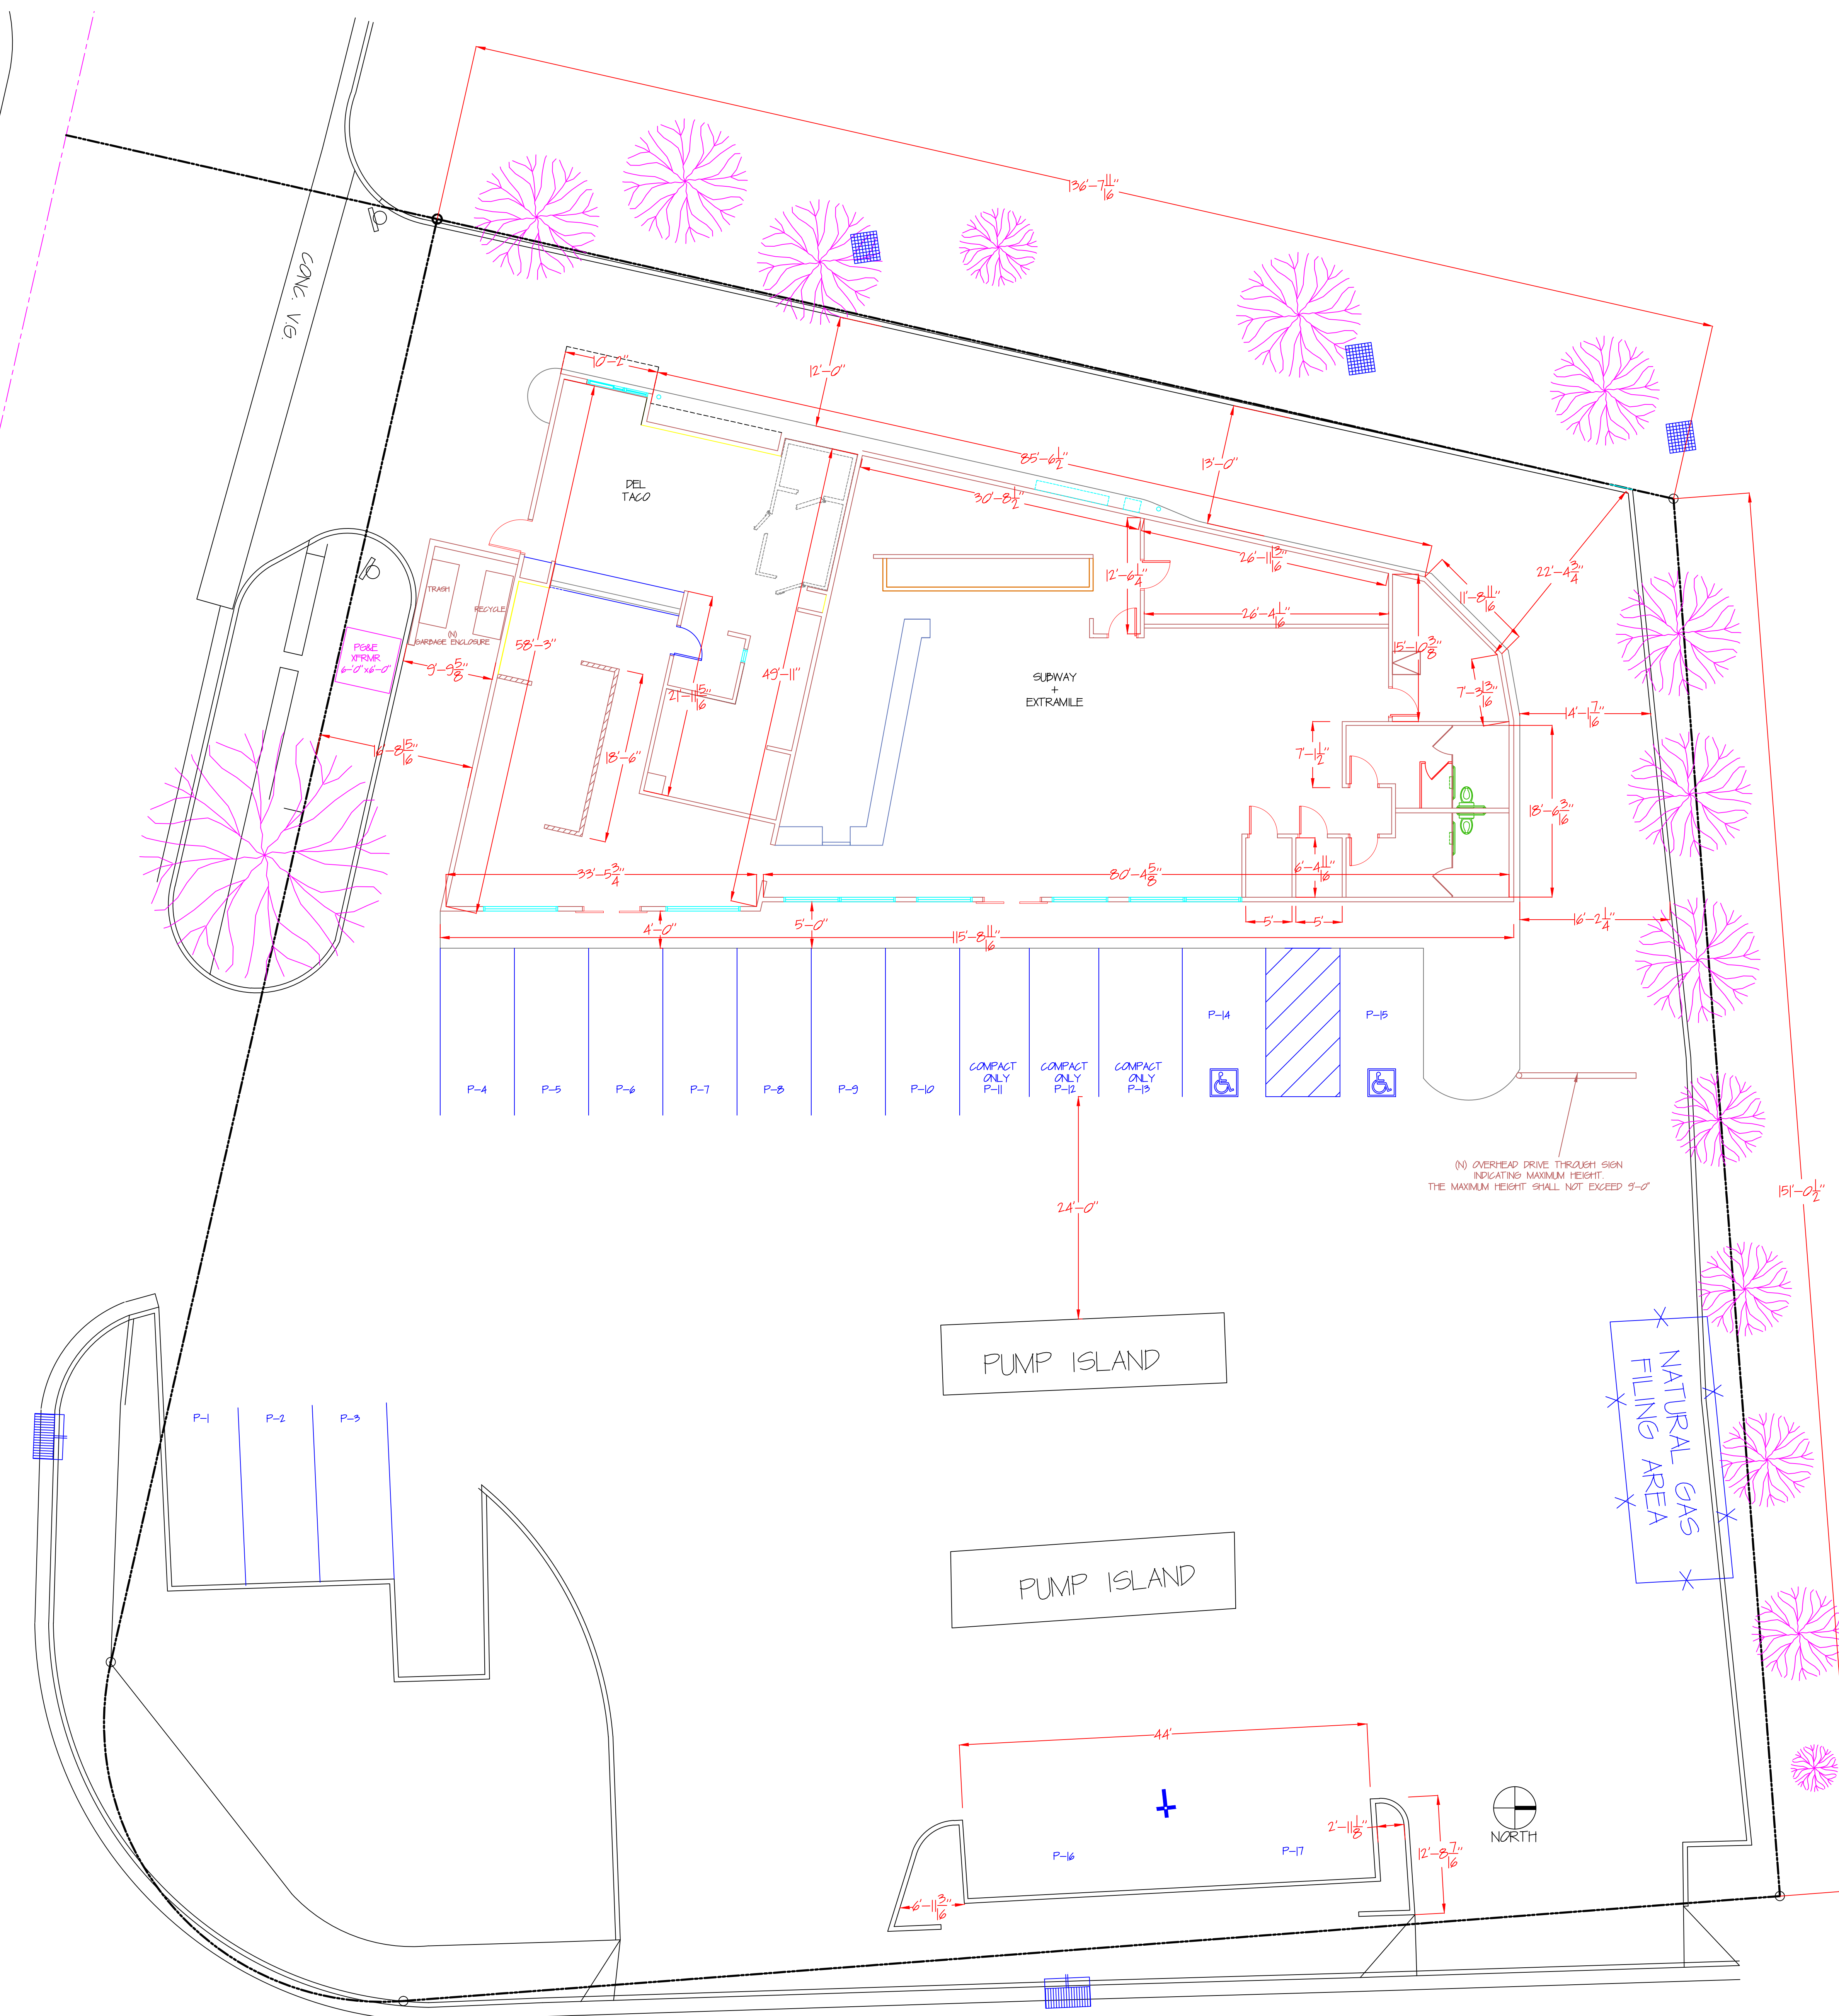 136'-7 11/16"
CONC. V.G.
10'-2"
12'-0"
85'-6 1/2"
13'-0"
DEL
TACO
30'-8 1/2"
26'-11 13/16"
12'-6 1/4"
22'-4 3/4"
11'-8 11/16"
TRASH
RECYCLE
(N)
GARBAGE ENCLOSURE
26'-4 1/16"
15'-10 3/8"
58'-3"
PG&E
XFRMR
6-'0"x6-0"
9'-9 5/8"
49'-11"
SUBWAY
+
EXTRAMILE
21'-11 5/16"
7'-3 13/16"
14'-1 7/16"
16'-8 15/16"
18'-6"
7'-1 1/2"
18'-6 3/16"
33'-5 3/4"
80'-4 5/8"
6'-4 11/16"
4'-0"
5'-0"
5'
5'
16'-2 1/4"
115'-8 11/16"
P-14
P-15
COMPACT
ONLY
P-11
COMPACT
ONLY
P-12
COMPACT
ONLY
P-13
P-4
P-5
P-6
P-7
P-8
P-9
P-10
(N) OVERHEAD DRIVE THROUGH SIGN
INDICATING MAXIMUM HEIGHT.
THE MAXIMUM HEIGHT SHALL NOT EXCEED 9'-0"
24'-0"
151'-0 1/2"
PUMP ISLAND
NATURAL GAS
FILING AREA
P-1
P-2
P-3
PUMP ISLAND
44'
2'-11 1/8"
12'-8 7/16"
NORTH
P-16
P-17
6'-11 3/16"